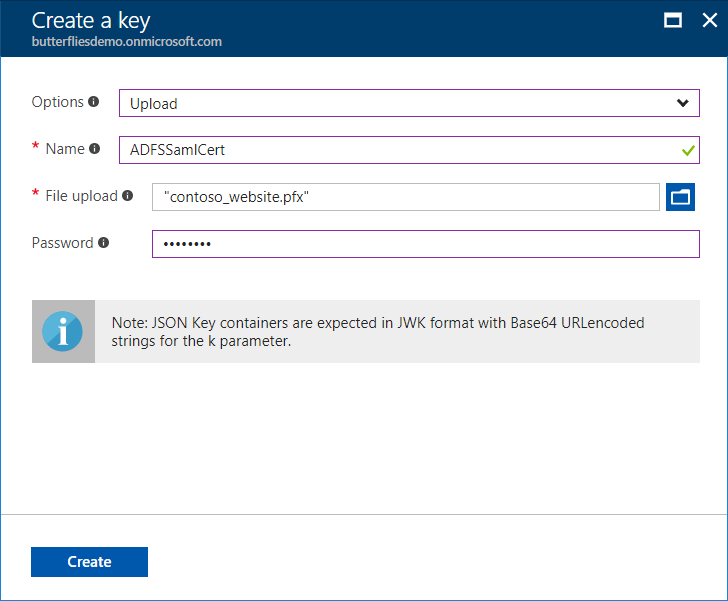 Create a key
butterfliesdemo.onmicrosoft.com
Options
Upload
* Name
ADFSSamlCert
* File upload
"contoso_website.pfx"
Password
••••••••
Note: JSON Key containers are expected in JWK format with Base64 URLencoded
strings for the k parameter.
Create